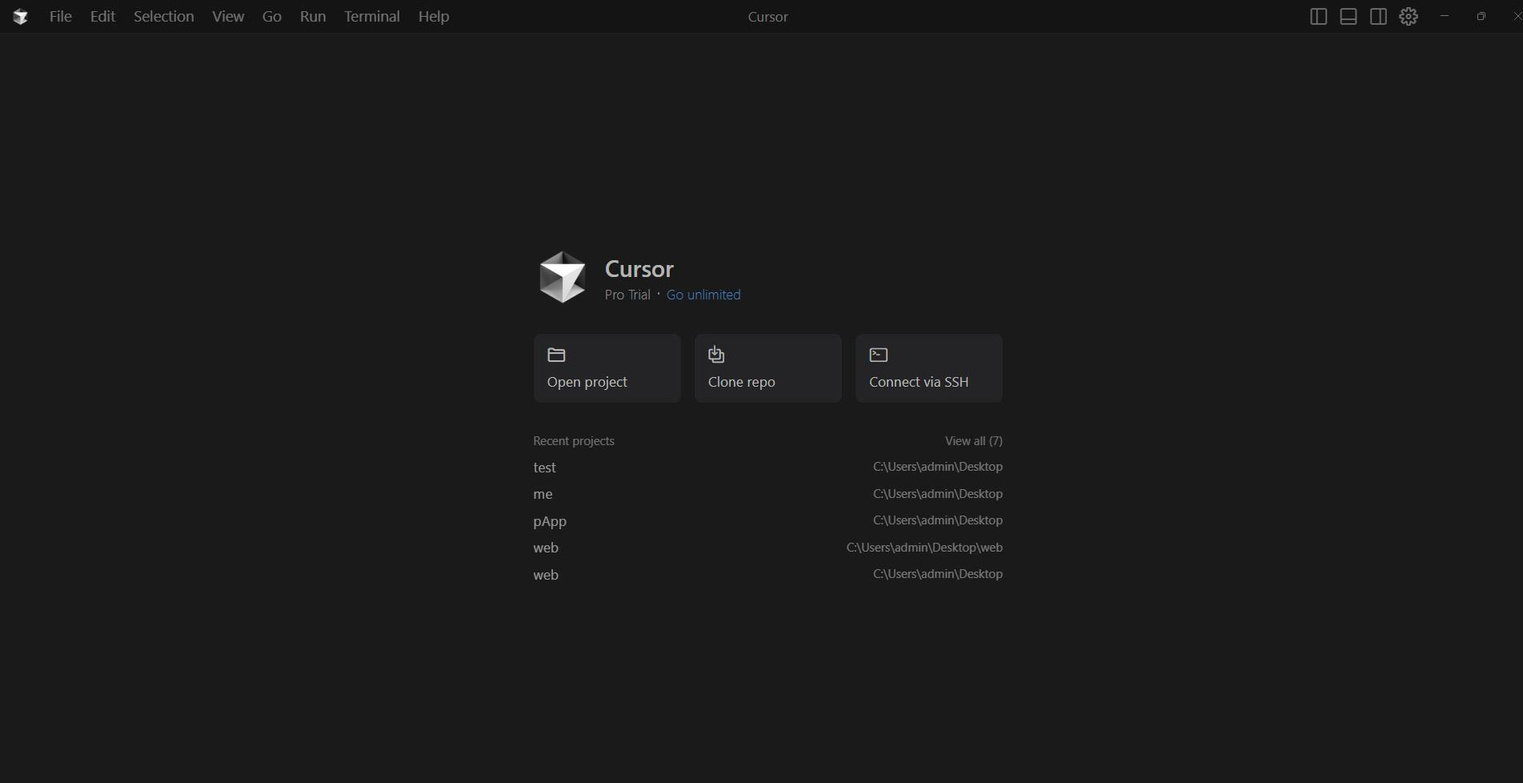 File Edit Selection View Go Run Terminal Help Cursor
Cursor
Pro Trial · Go unlimited
Open project Clone repo Connect via SSH
Recent projects View all (7)
test C:\Users\admin\Desktop
me C:\Users\admin\Desktop
pApp C:\Users\admin\Desktop
web C:\Users\admin\Desktop\web
web C:\Users\admin\Desktop